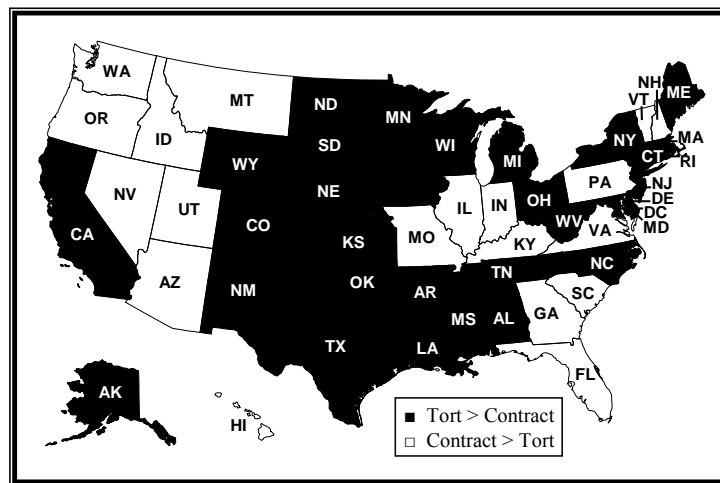 WA
OR
ID
MT
NV
UT
CA
AZ
WY
CO
NM
ND
SD
NE
KS
OK
TX
MN
WI
MO
AR
LA
MS
AL
TN
KY
IL
IN
MI
OH
WV
VA
NC
SC
GA
FL
PA
NY
VT
NH
ME
MA
CT
RI
NJ
DE
DC
MD
AK
HI
Tort > Contract
Contract > Tort